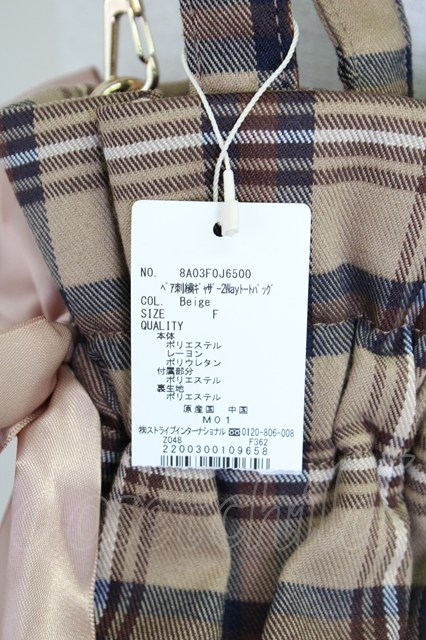 NO. 8A03F0J6500
ﾍﾞｱ刺繍ｷﾞｬｻﾞｰ2Wayﾄｰﾄﾊﾞｯｸﾞ
COL. Beige
SIZE F
QUALITY
本体
ポリエステル
レーヨン
ポリウレタン
付属部分
ポリエステル
裏生地
ポリエステル
原産国 中国
M01
㈱ストライプインターナショナル 0120-806-008
Z048 F362
2200300109658